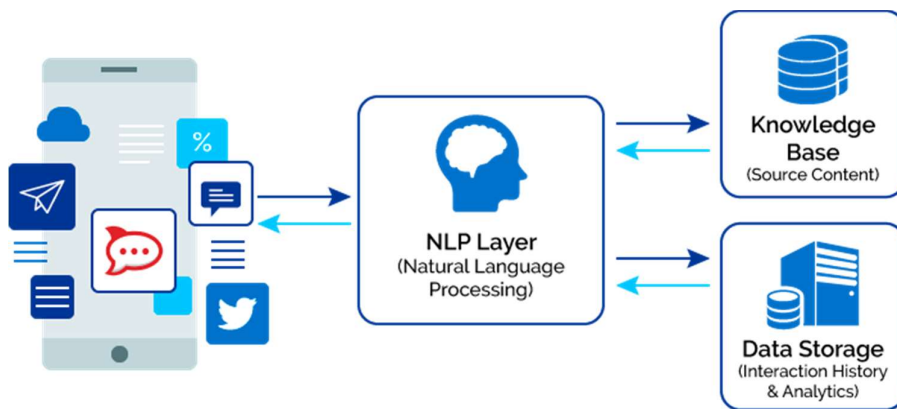 %
NLP Layer
(Natural Language
Processing)
Knowledge
Base
(Source Content)
Data Storage
(Interaction History
& Analytics)